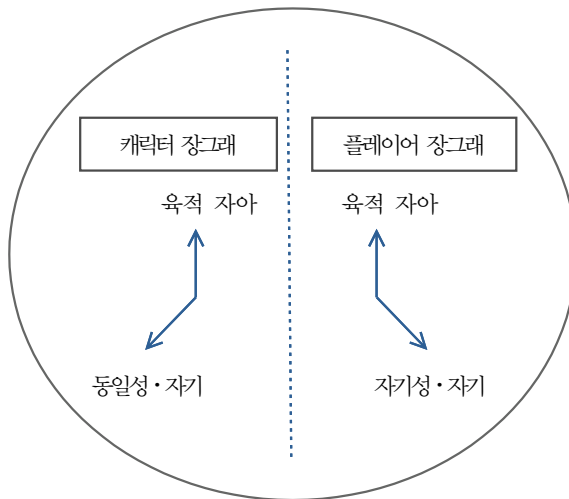 캐릭터 장그래
플레이어 장그래
육적 자아
육적 자아
동일성·자기
자기성·자기